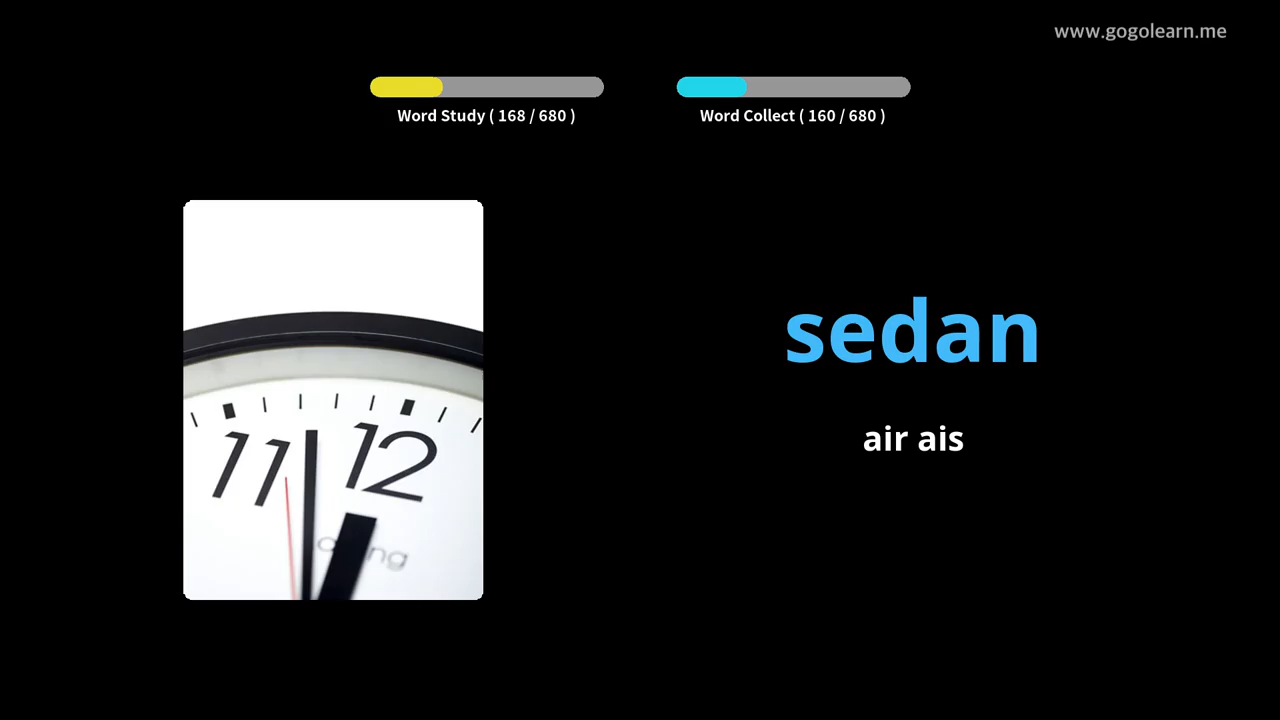 www.gogolearn.me
Word Study ( 168 / 680 )
Word Collect ( 160 / 680 )
11 12
sedan
air ais